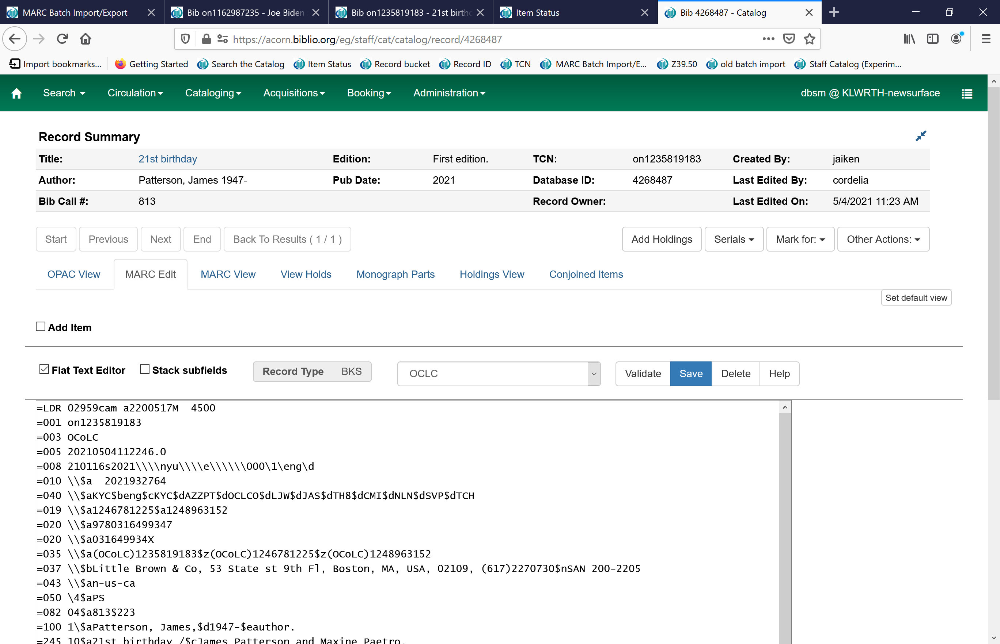 MARC Batch Import/Export
Bib on1162987235 - Joe Biden
Bib on1235819183 - 21st birthd
Item Status
Bib 4268487 - Catalog
https://acorn.biblio.org/eg/staff/cat/catalog/record/4268487
Import bookmarks... Getting Started Search the Catalog Item Status Record bucket Record ID TCN MARC Batch Import/E... Z39.50 old batch import Staff Catalog (Experim...
Search Circulation Cataloging Acquisitions Booking Administration dbsm @ KLWRTH-newsurface
Record Summary
Title: 21st birthday Edition: First edition. TCN: on1235819183 Created By: jaiken
Author: Patterson, James 1947- Pub Date: 2021 Database ID: 4268487 Last Edited By: cordelia
Bib Call #: 813 Record Owner: Last Edited On: 5/4/2021 11:23 AM
Start Previous Next End Back To Results ( 1 / 1 ) Add Holdings Serials Mark for: Other Actions:
OPAC View MARC Edit MARC View View Holds Monograph Parts Holdings View Conjoined Items
Set default view
Add Item
Flat Text Editor Stack subfields Record Type BKS OCLC Validate Save Delete Help
=LDR 02959cam a2200517M  4500
=001 on1235819183
=003 OCoLC
=005 20210504112246.0
=008 210116s2021\\\\nyu\\\\e\\\\\\000\1\eng\d
=010 \\$a  2021932764
=040 \\$aKYC$beng$cKYC$dAZZPT$dOCLCO$dLJW$dJAS$dTH8$dCMI$dNLN$dSVP$dTCH
=019 \\$a1246781225$a1248963152
=020 \\$a9780316499347
=020 \\$a031649934X
=035 \\$a(OCoLC)1235819183$z(OCoLC)1246781225$z(OCoLC)1248963152
=037 \\$bLittle Brown & Co, 53 State st 9th Fl, Boston, MA, USA, 02109, (617)2270730$nSAN 200-2205
=043 \\$an-us-ca
=050 \4$aPS
=082 04$a813$223
=100 1\$aPatterson, James,$d1947-$eauthor.
=245 10$a21st birthday /$cJames Patterson and Maxine Paetro.